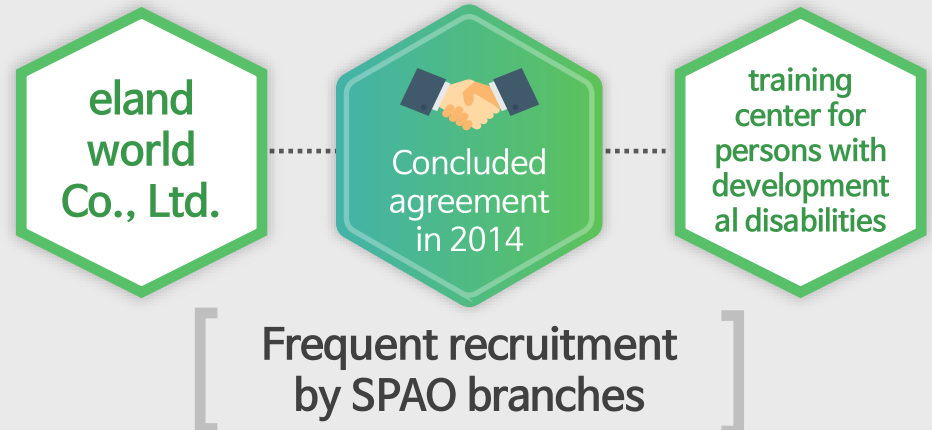 eland
world
Co., Ltd.
Concluded
agreement
in 2014
training
center for
persons with
development
al disabilities
Frequent recruitment
by SPAO branches